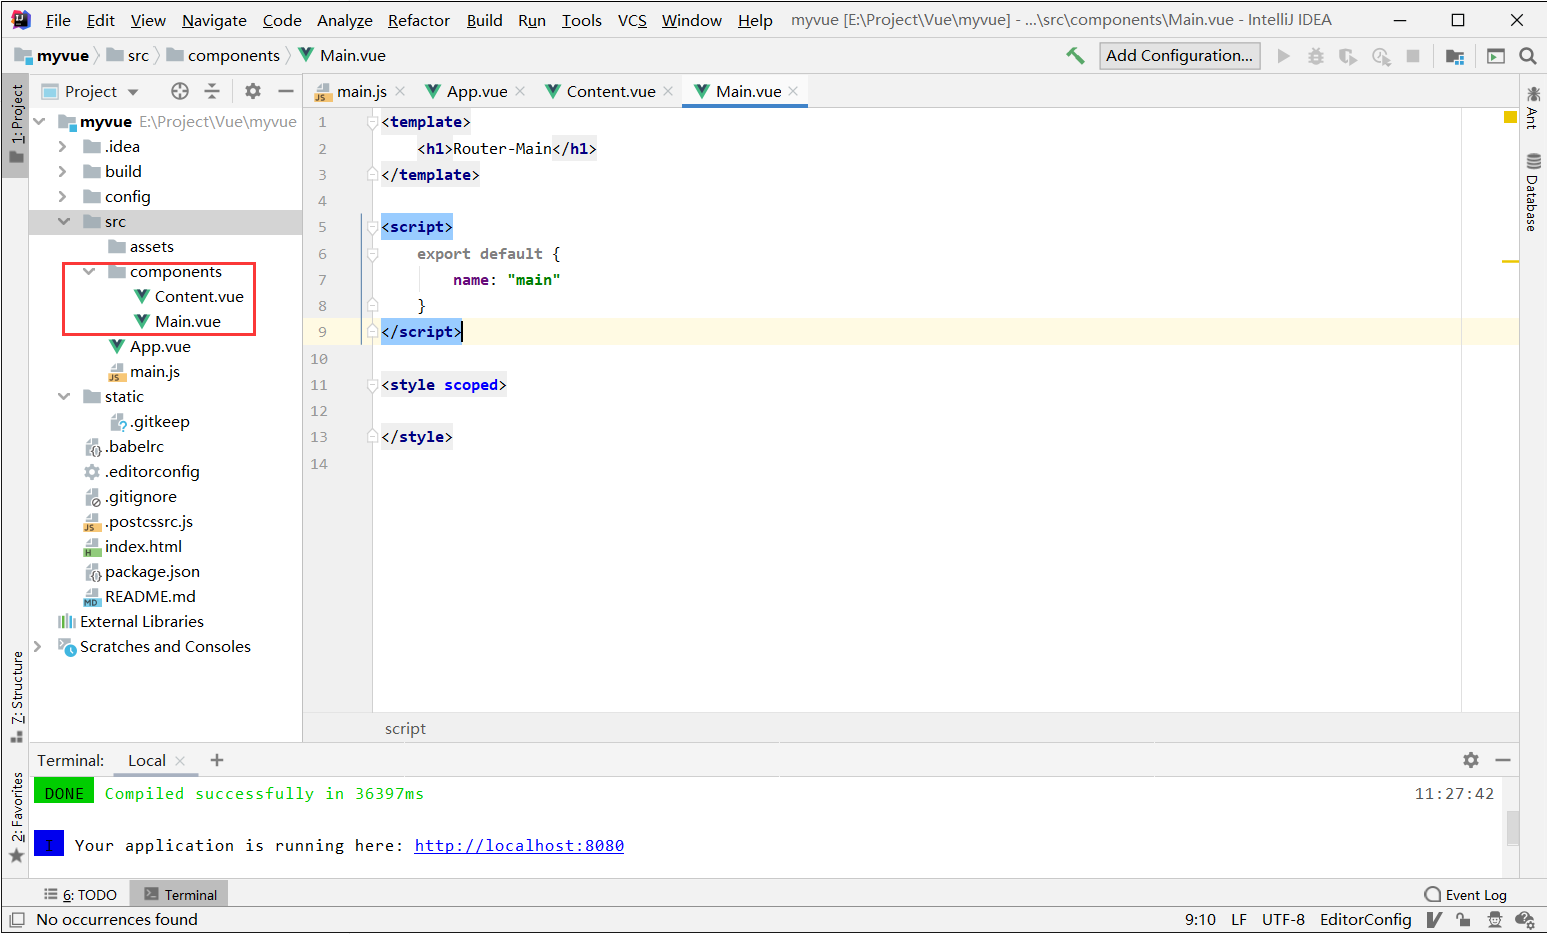 File Edit View Navigate Code Analyze Refactor Build Run Tools VCS Window Help myvue [E:\Project\Vue\myvue] - ...\src\components\Main.vue - IntelliJ IDEA
myvue src components Main.vue Add Configuration...
1: Project
7: Structure
2: Favorites
Project
myvue E:\Project\Vue\myvue
.idea
build
config
src
assets
components
Content.vue
Main.vue
App.vue
main.js
static
.gitkeep
.babelrc
.editorconfig
.gitignore
.postcssrc.js
index.html
package.json
README.md
External Libraries
Scratches and Consoles
main.js App.vue Content.vue Main.vue
1 <template>
2 <h1>Router-Main</h1>
3 </template>
4
5 <script>
6 export default {
7 name: "main"
8 }
9 </script>
10
11 <style scoped>
12
13 </style>
14
script
Ant
Database
Terminal: Local
DONE Compiled successfully in 36397ms 11:27:42
I Your application is running here: http://localhost:8080
6: TODO Terminal Event Log
No occurrences found 9:10 LF UTF-8 EditorConfig